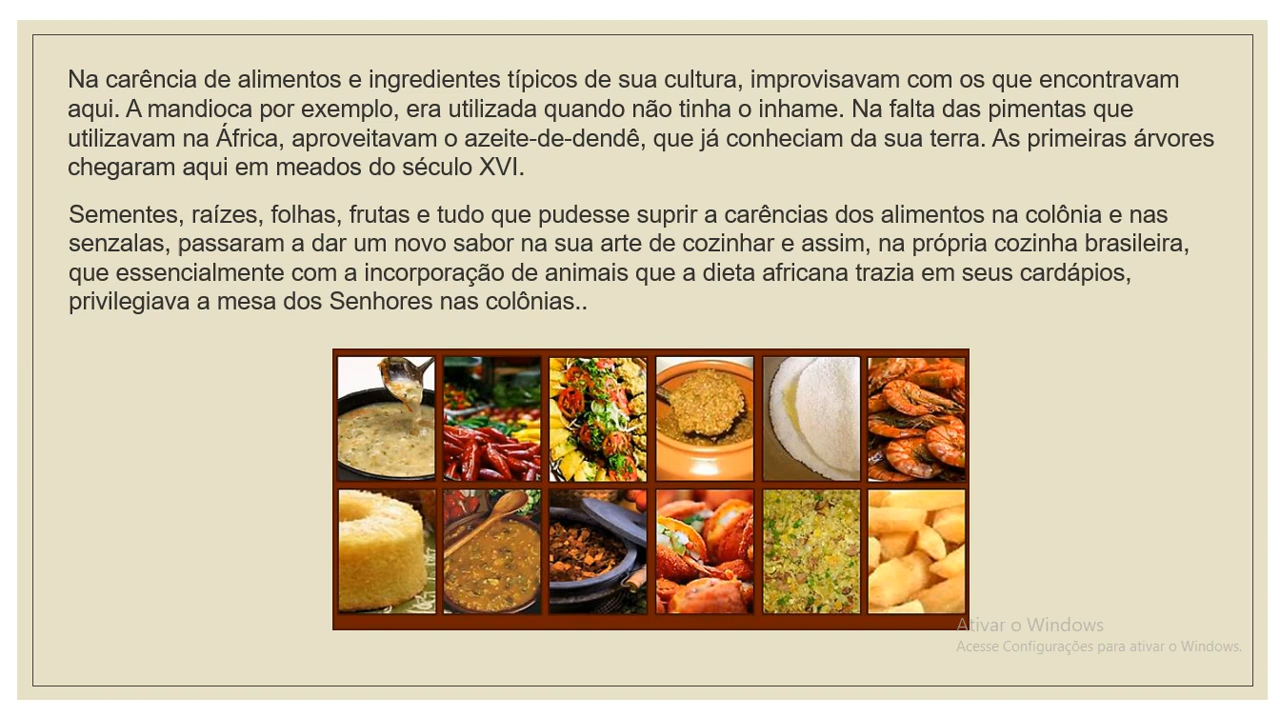 Na carência de alimentos e ingredientes típicos de sua cultura, improvisavam com os que encontravam
aqui. A mandioca por exemplo, era utilizada quando não tinha o inhame. Na falta das pimentas que
utilizavam na África, aproveitavam o azeite-de-dendê, que já conheciam da sua terra. As primeiras árvores
chegaram aqui em meados do século XVI.
Sementes, raízes, folhas, frutas e tudo que pudesse suprir a carências dos alimentos na colônia e nas
senzalas, passaram a dar um novo sabor na sua arte de cozinhar e assim, na própria cozinha brasileira,
que essencialmente com a incorporação de animais que a dieta africana trazia em seus cardápios,
privilegiava a mesa dos Senhores nas colônias..
Ativar o Windows
Acesse Configurações para ativar o Windows.